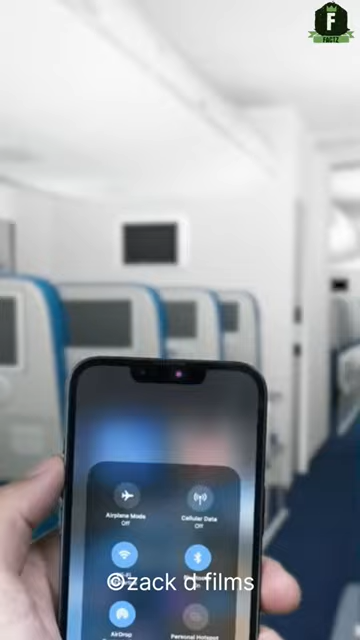 F
FACTZ
Airplane Mode
Off
Cellular Data
Off
©zack d films
AirDrop
Personal Hotspot